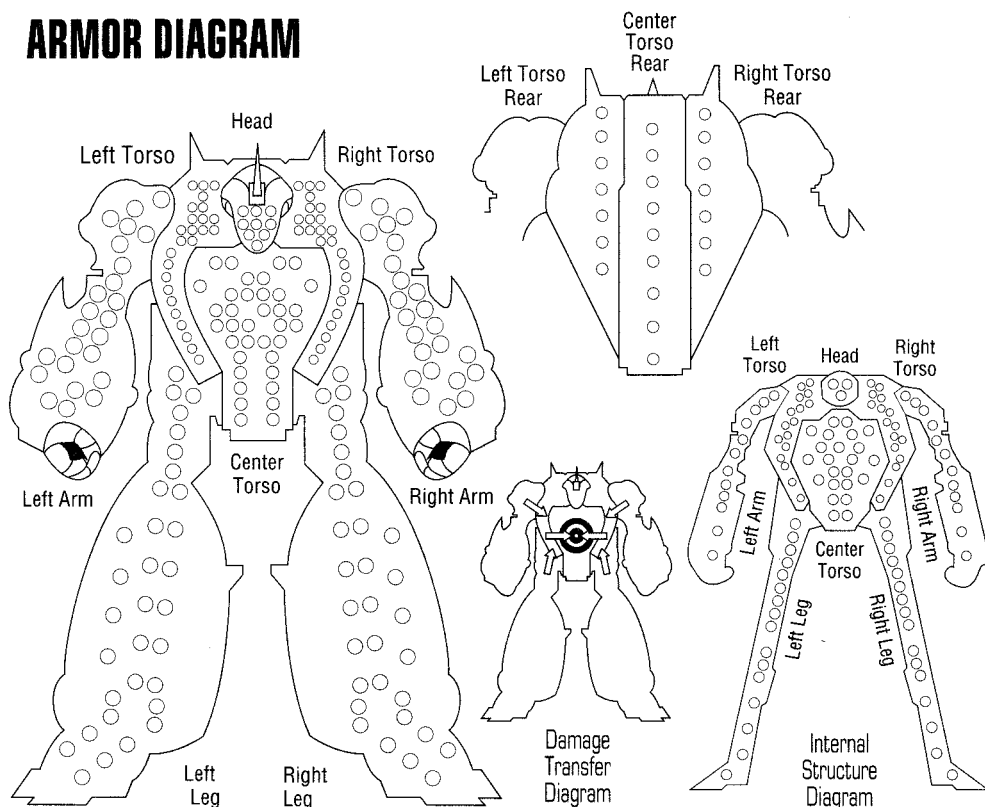 ARMOR DIAGRAM
Head
Left Torso
Right Torso
Left Arm
Center
Torso
Right Arm
Left
Leg
Right
Leg
Center
Torso
Rear
Left Torso
Rear
Right Torso
Rear
Damage
Transfer
Diagram
Left
Torso
Head
Right
Torso
Left Arm
Right Arm
Center
Torso
Left Leg
Right Leg
Internal
Structure
Diagram